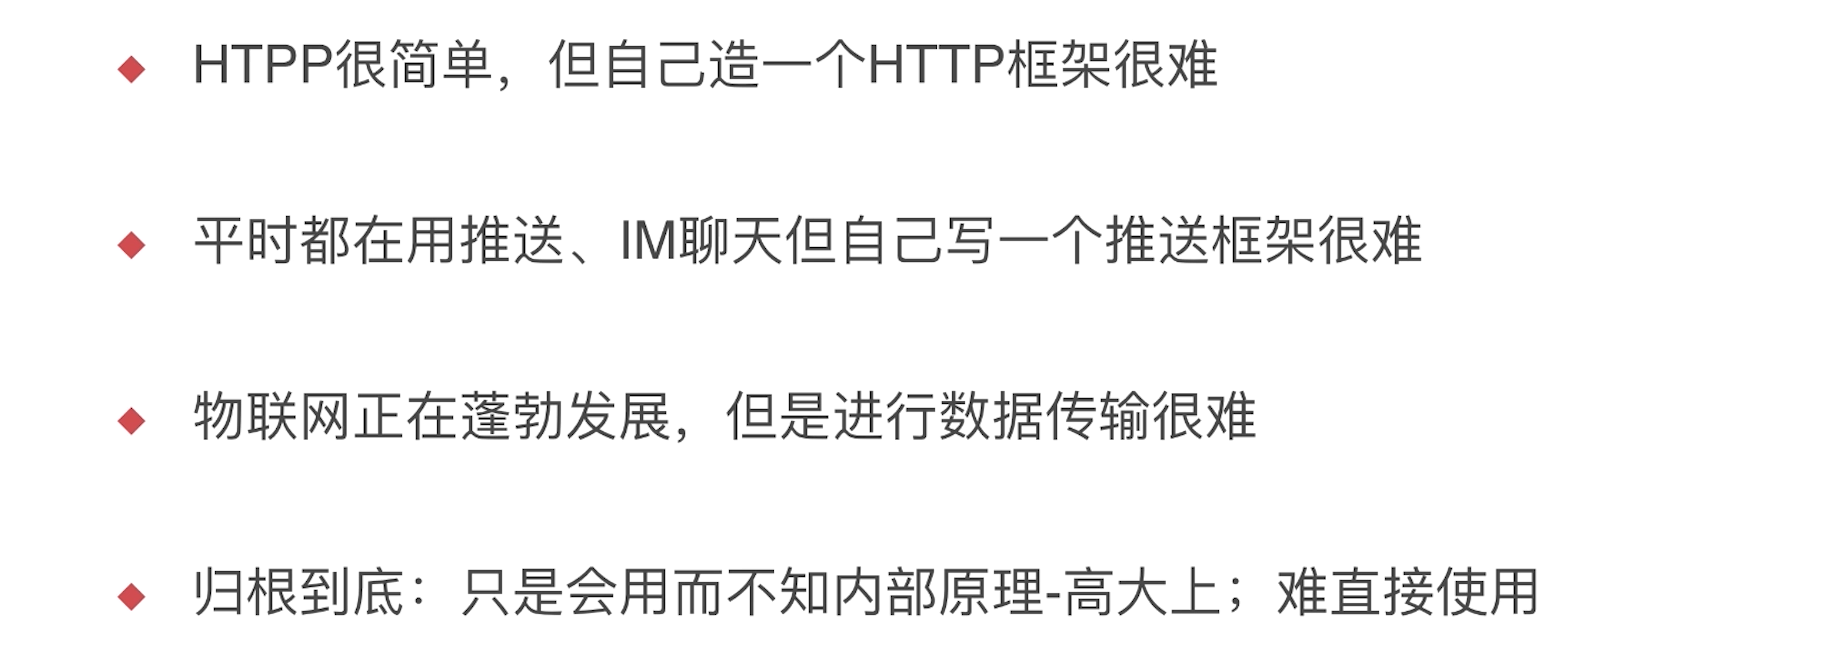 HTPP很简单，但自己造一个HTTP框架很难
平时都在用推送、IM聊天但自己写一个推送框架很难
物联网正在蓬勃发展，但是进行数据传输很难
归根到底：只是会用而不知内部原理-高大上；难直接使用